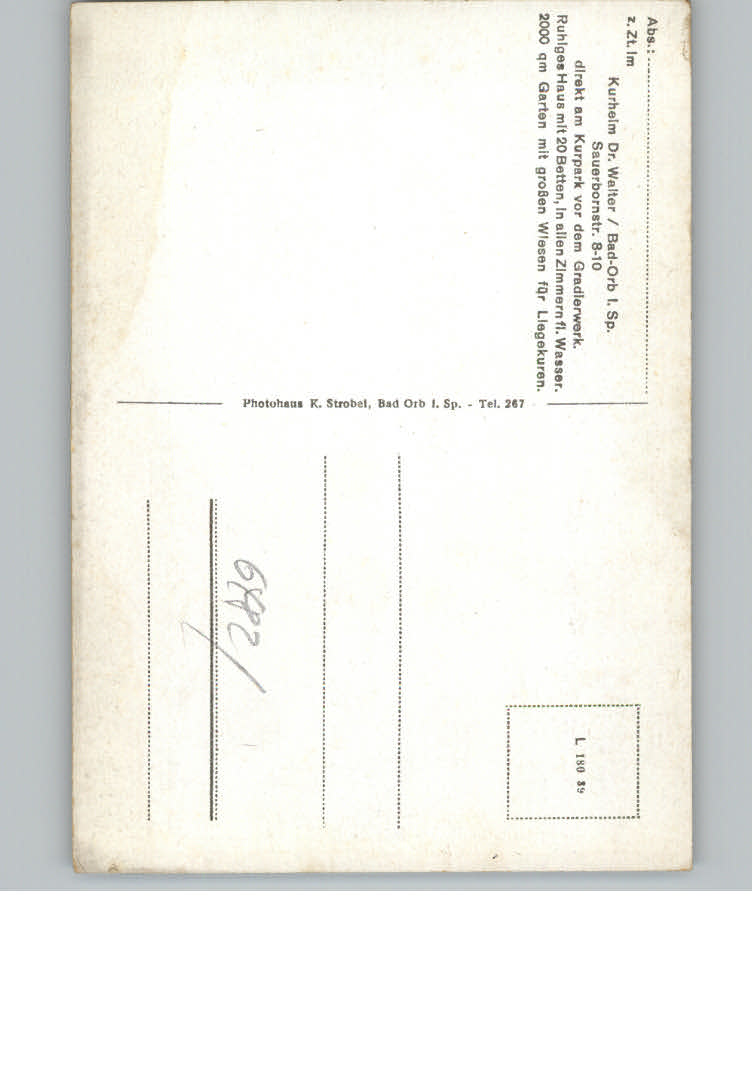 Abs.:
z. Zt. im
Kurheim Dr. Walter / Bad-Orb i. Sp.
Sauerbornstr. 8-10
direkt am Kurpark vor dem Gradierwerk.
Ruhiges Haus mit 20 Betten, in allen Zimmern fl. Wasser.
2000 qm Garten mit großen Wiesen für Liegekuren.
Photohaus K. Strobel, Bad Orb i. Sp. - Tel. 267
L 180 89